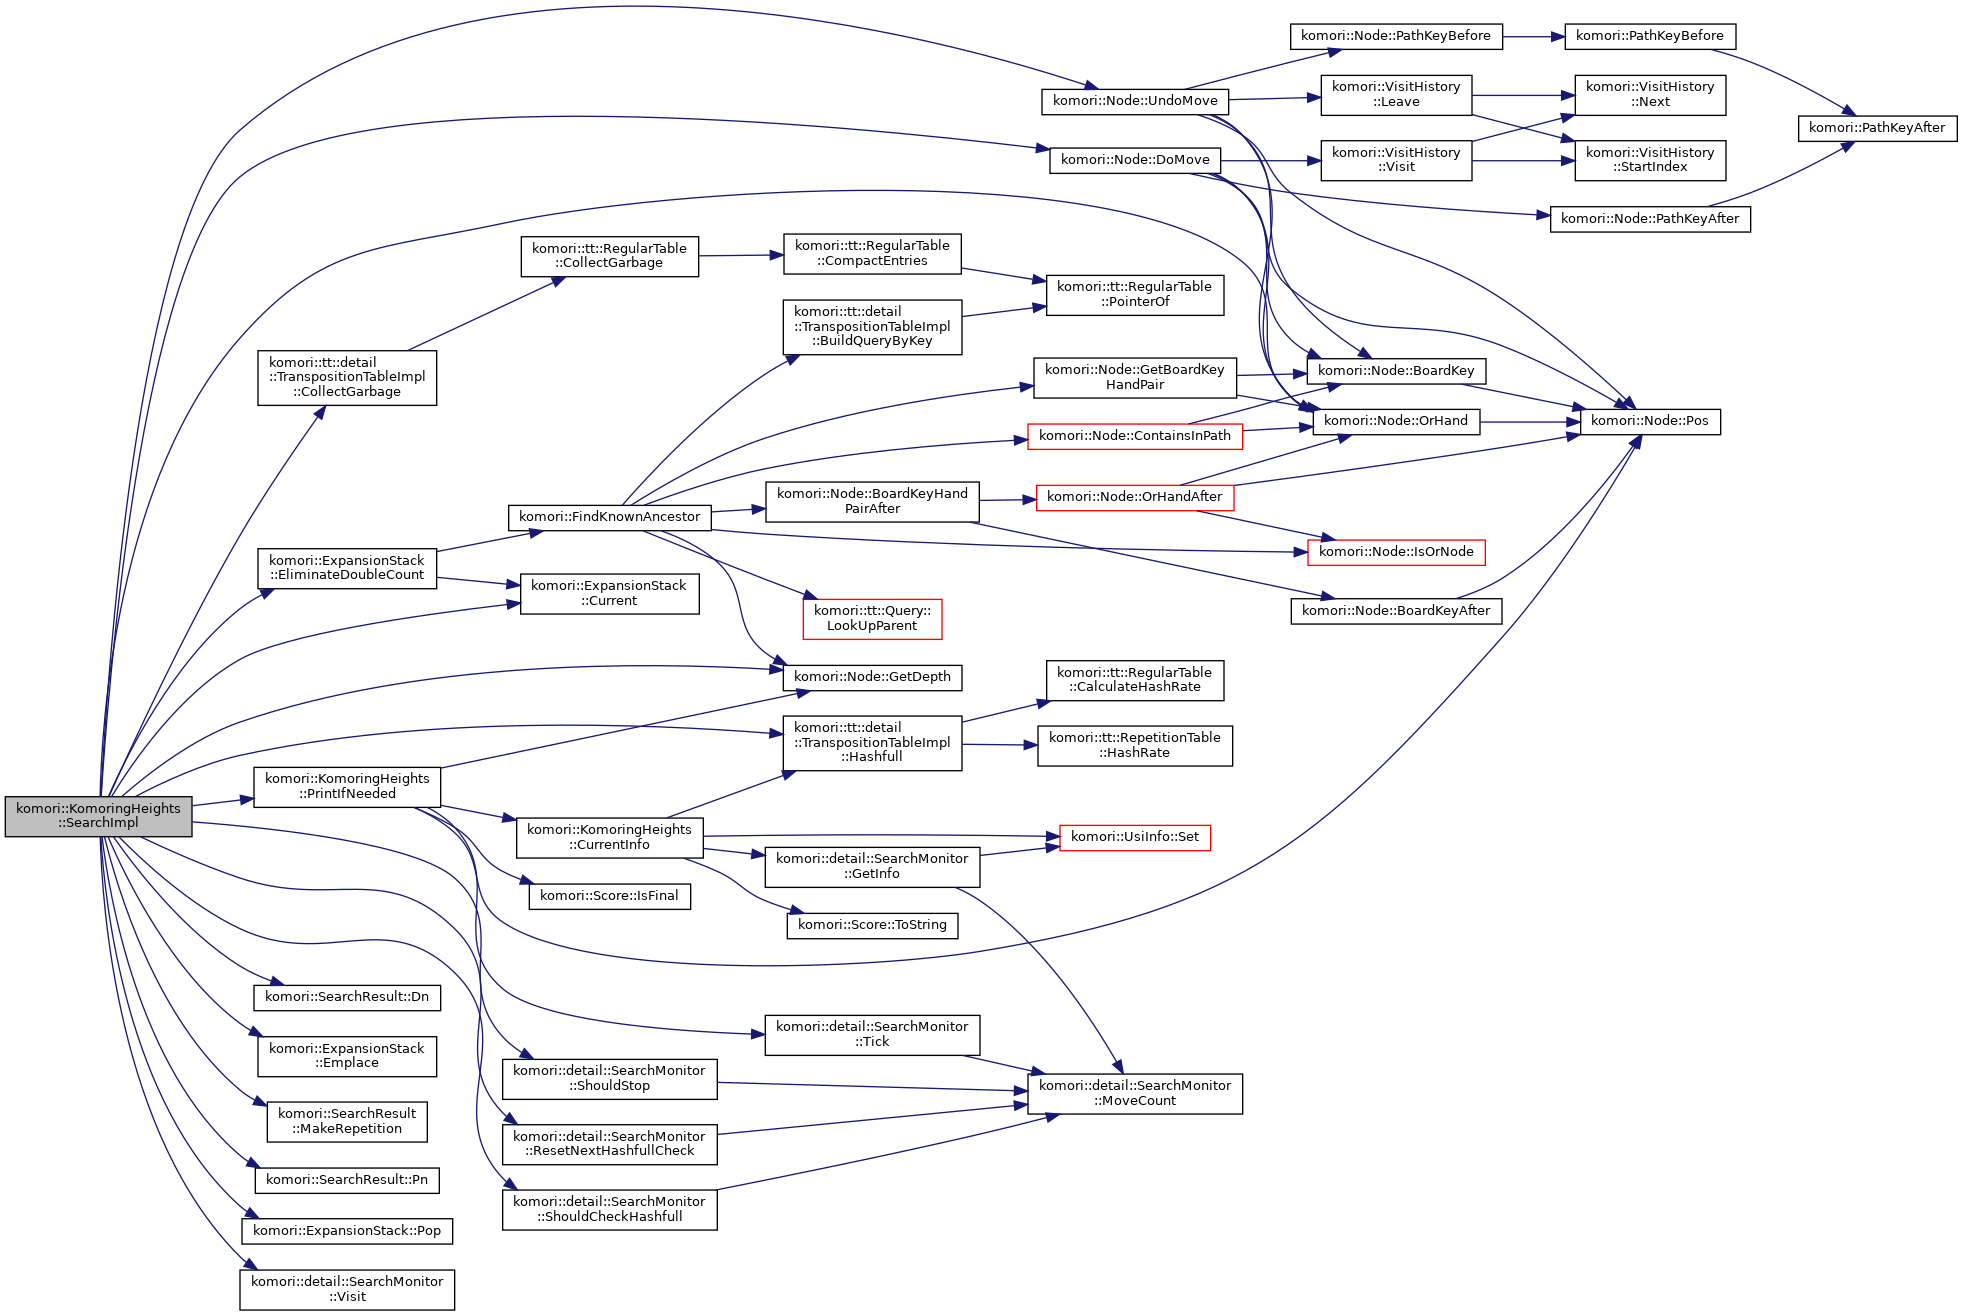 komori::KomoringHeights
::SearchImpl
komori::Node::UndoMove
komori::Node::PathKeyBefore
komori::PathKeyBefore
komori::PathKeyAfter
komori::VisitHistory
::Leave
komori::VisitHistory
::Next
komori::Node::DoMove
komori::VisitHistory
::Visit
komori::VisitHistory
::StartIndex
komori::Node::PathKeyAfter
komori::tt::detail
::TranspositionTableImpl
::CollectGarbage
komori::tt::RegularTable
::CollectGarbage
komori::tt::RegularTable
::CompactEntries
komori::tt::RegularTable
::PointerOf
komori::tt::detail
::TranspositionTableImpl
::BuildQueryByKey
komori::Node::GetBoardKey
HandPair
komori::Node::BoardKey
komori::Node::ContainsInPath
komori::Node::OrHand
komori::Node::Pos
komori::ExpansionStack
::EliminateDoubleCount
komori::FindKnownAncestor
komori::Node::BoardKeyHand
PairAfter
komori::Node::OrHandAfter
komori::Node::IsOrNode
komori::ExpansionStack
::Current
komori::tt::Query::
LookUpParent
komori::Node::BoardKeyAfter
komori::Node::GetDepth
komori::tt::detail
::TranspositionTableImpl
::Hashfull
komori::tt::RegularTable
::CalculateHashRate
komori::tt::RepetitionTable
::HashRate
komori::KomoringHeights
::PrintIfNeeded
komori::KomoringHeights
::CurrentInfo
komori::UsiInfo::Set
komori::detail::SearchMonitor
::GetInfo
komori::Score::IsFinal
komori::Score::ToString
komori::SearchResult::Dn
komori::detail::SearchMonitor
::Tick
komori::ExpansionStack
::Emplace
komori::detail::SearchMonitor
::ShouldStop
komori::detail::SearchMonitor
::MoveCount
komori::SearchResult
::MakeRepetition
komori::detail::SearchMonitor
::ResetNextHashfullCheck
komori::SearchResult::Pn
komori::detail::SearchMonitor
::ShouldCheckHashfull
komori::ExpansionStack::Pop
komori::detail::SearchMonitor
::Visit